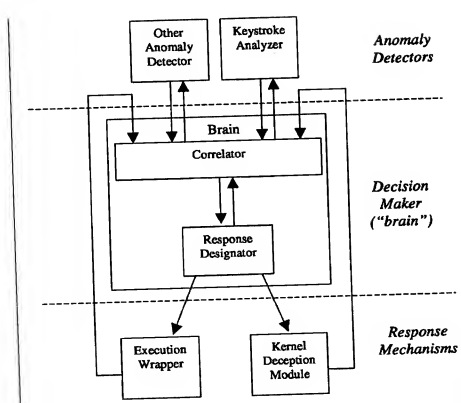 Other
Anomaly
Detector
Keystroke
Analyzer
Anomaly
Detectors
Brain
Correlator
Decision
Maker
("brain")
Response
Designator
Response
Mechanisms
Execution
Wrapper
Kernel
Deception
Module